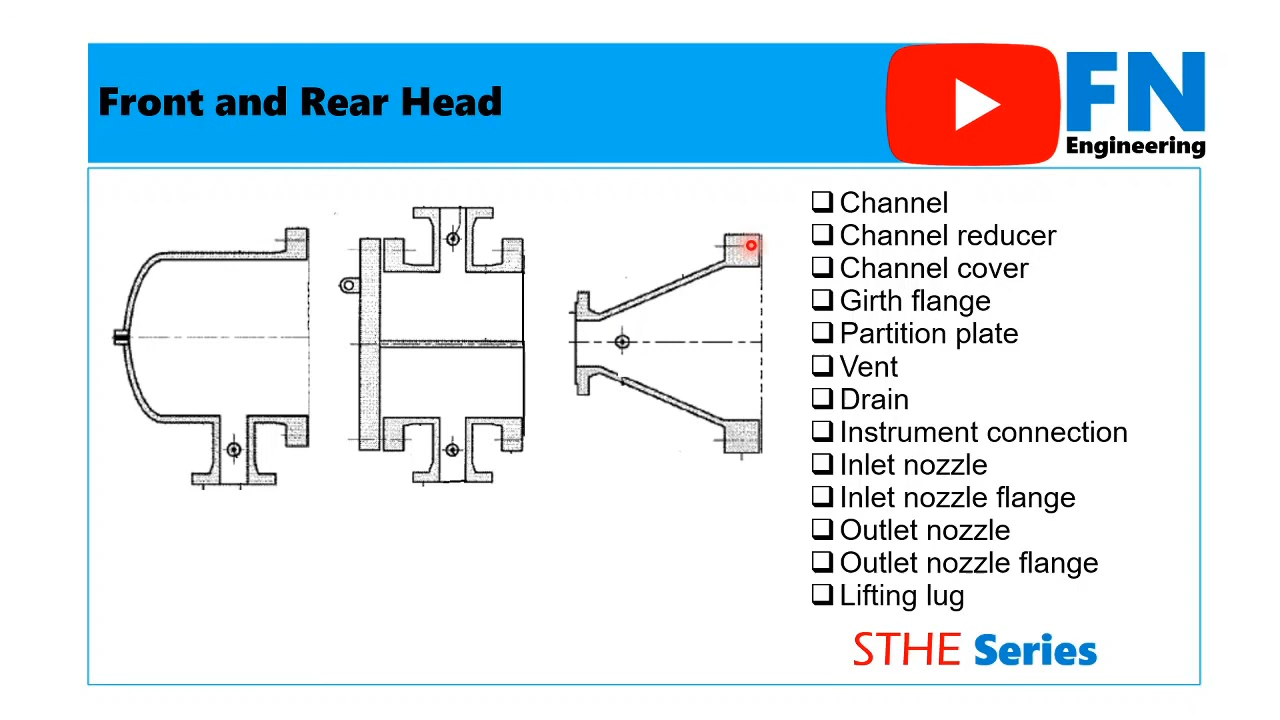 Front and Rear Head
FN
Engineering
Channel
Channel reducer
Channel cover
Girth flange
Partition plate
Vent
Drain
Instrument connection
Inlet nozzle
Inlet nozzle flange
Outlet nozzle
Outlet nozzle flange
Lifting lug
STHE Series